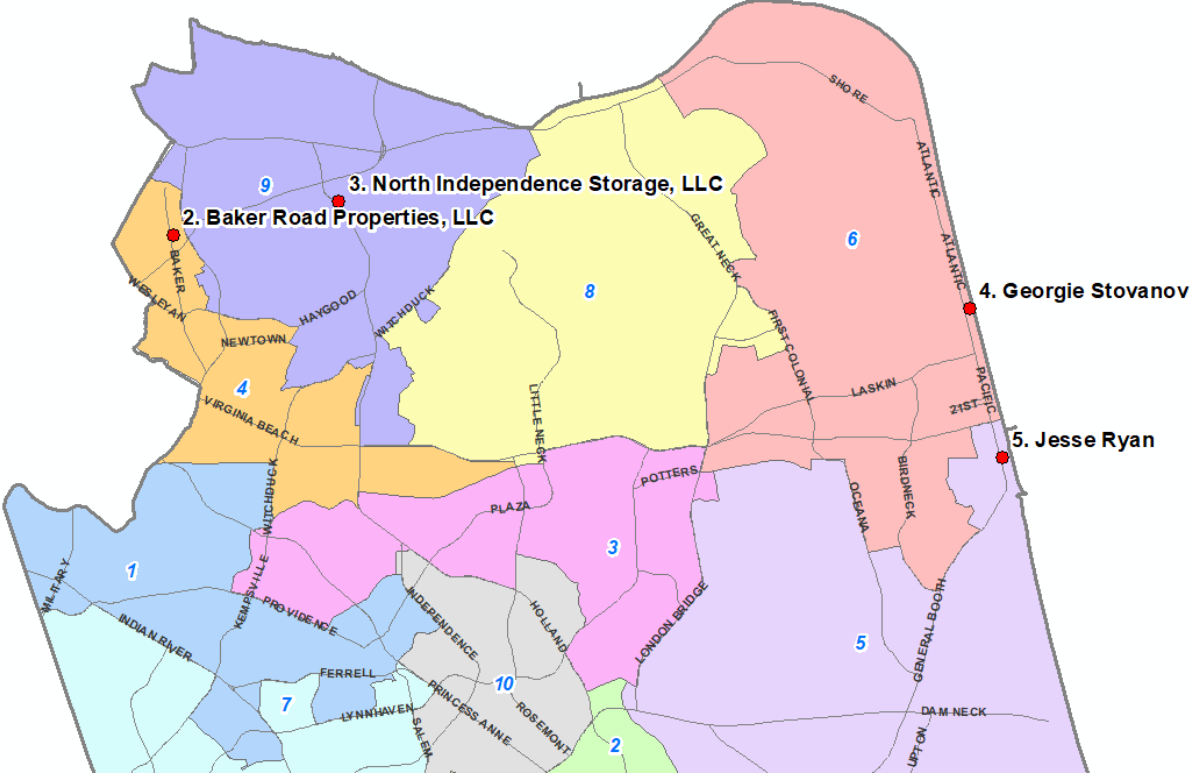 SHORE
ATLANTIC
9
3. North Independence Storage, LLC
2. Baker Road Properties, LLC
GREAT NECK
6
ATLANTIC
BAKER
WESLEYAN
8
4. Georgie Stovanov
HAYGOOD
WITCHDUCK
NEWTOWN
FIRST COLONIAL
4
LASKIN
PACIFIC
21ST
VIRGINIA BEACH
LITTLE NECK
5. Jesse Ryan
WITCHDUCK
POTTERS
BIRDNECK
OCEANA
PLAZA
3
1
MILITARY
KEMPSVILLE
PROVIDENCE
INDEPENDENCE
HOLLAND
LONDON BRIDGE
GENERAL BOOTH
INDIAN RIVER
5
FERRELL
10
7
LYNNHAVEN
PRINCESS ANNE
ROSEMONT
SALEM
DAM NECK
2
UPTON